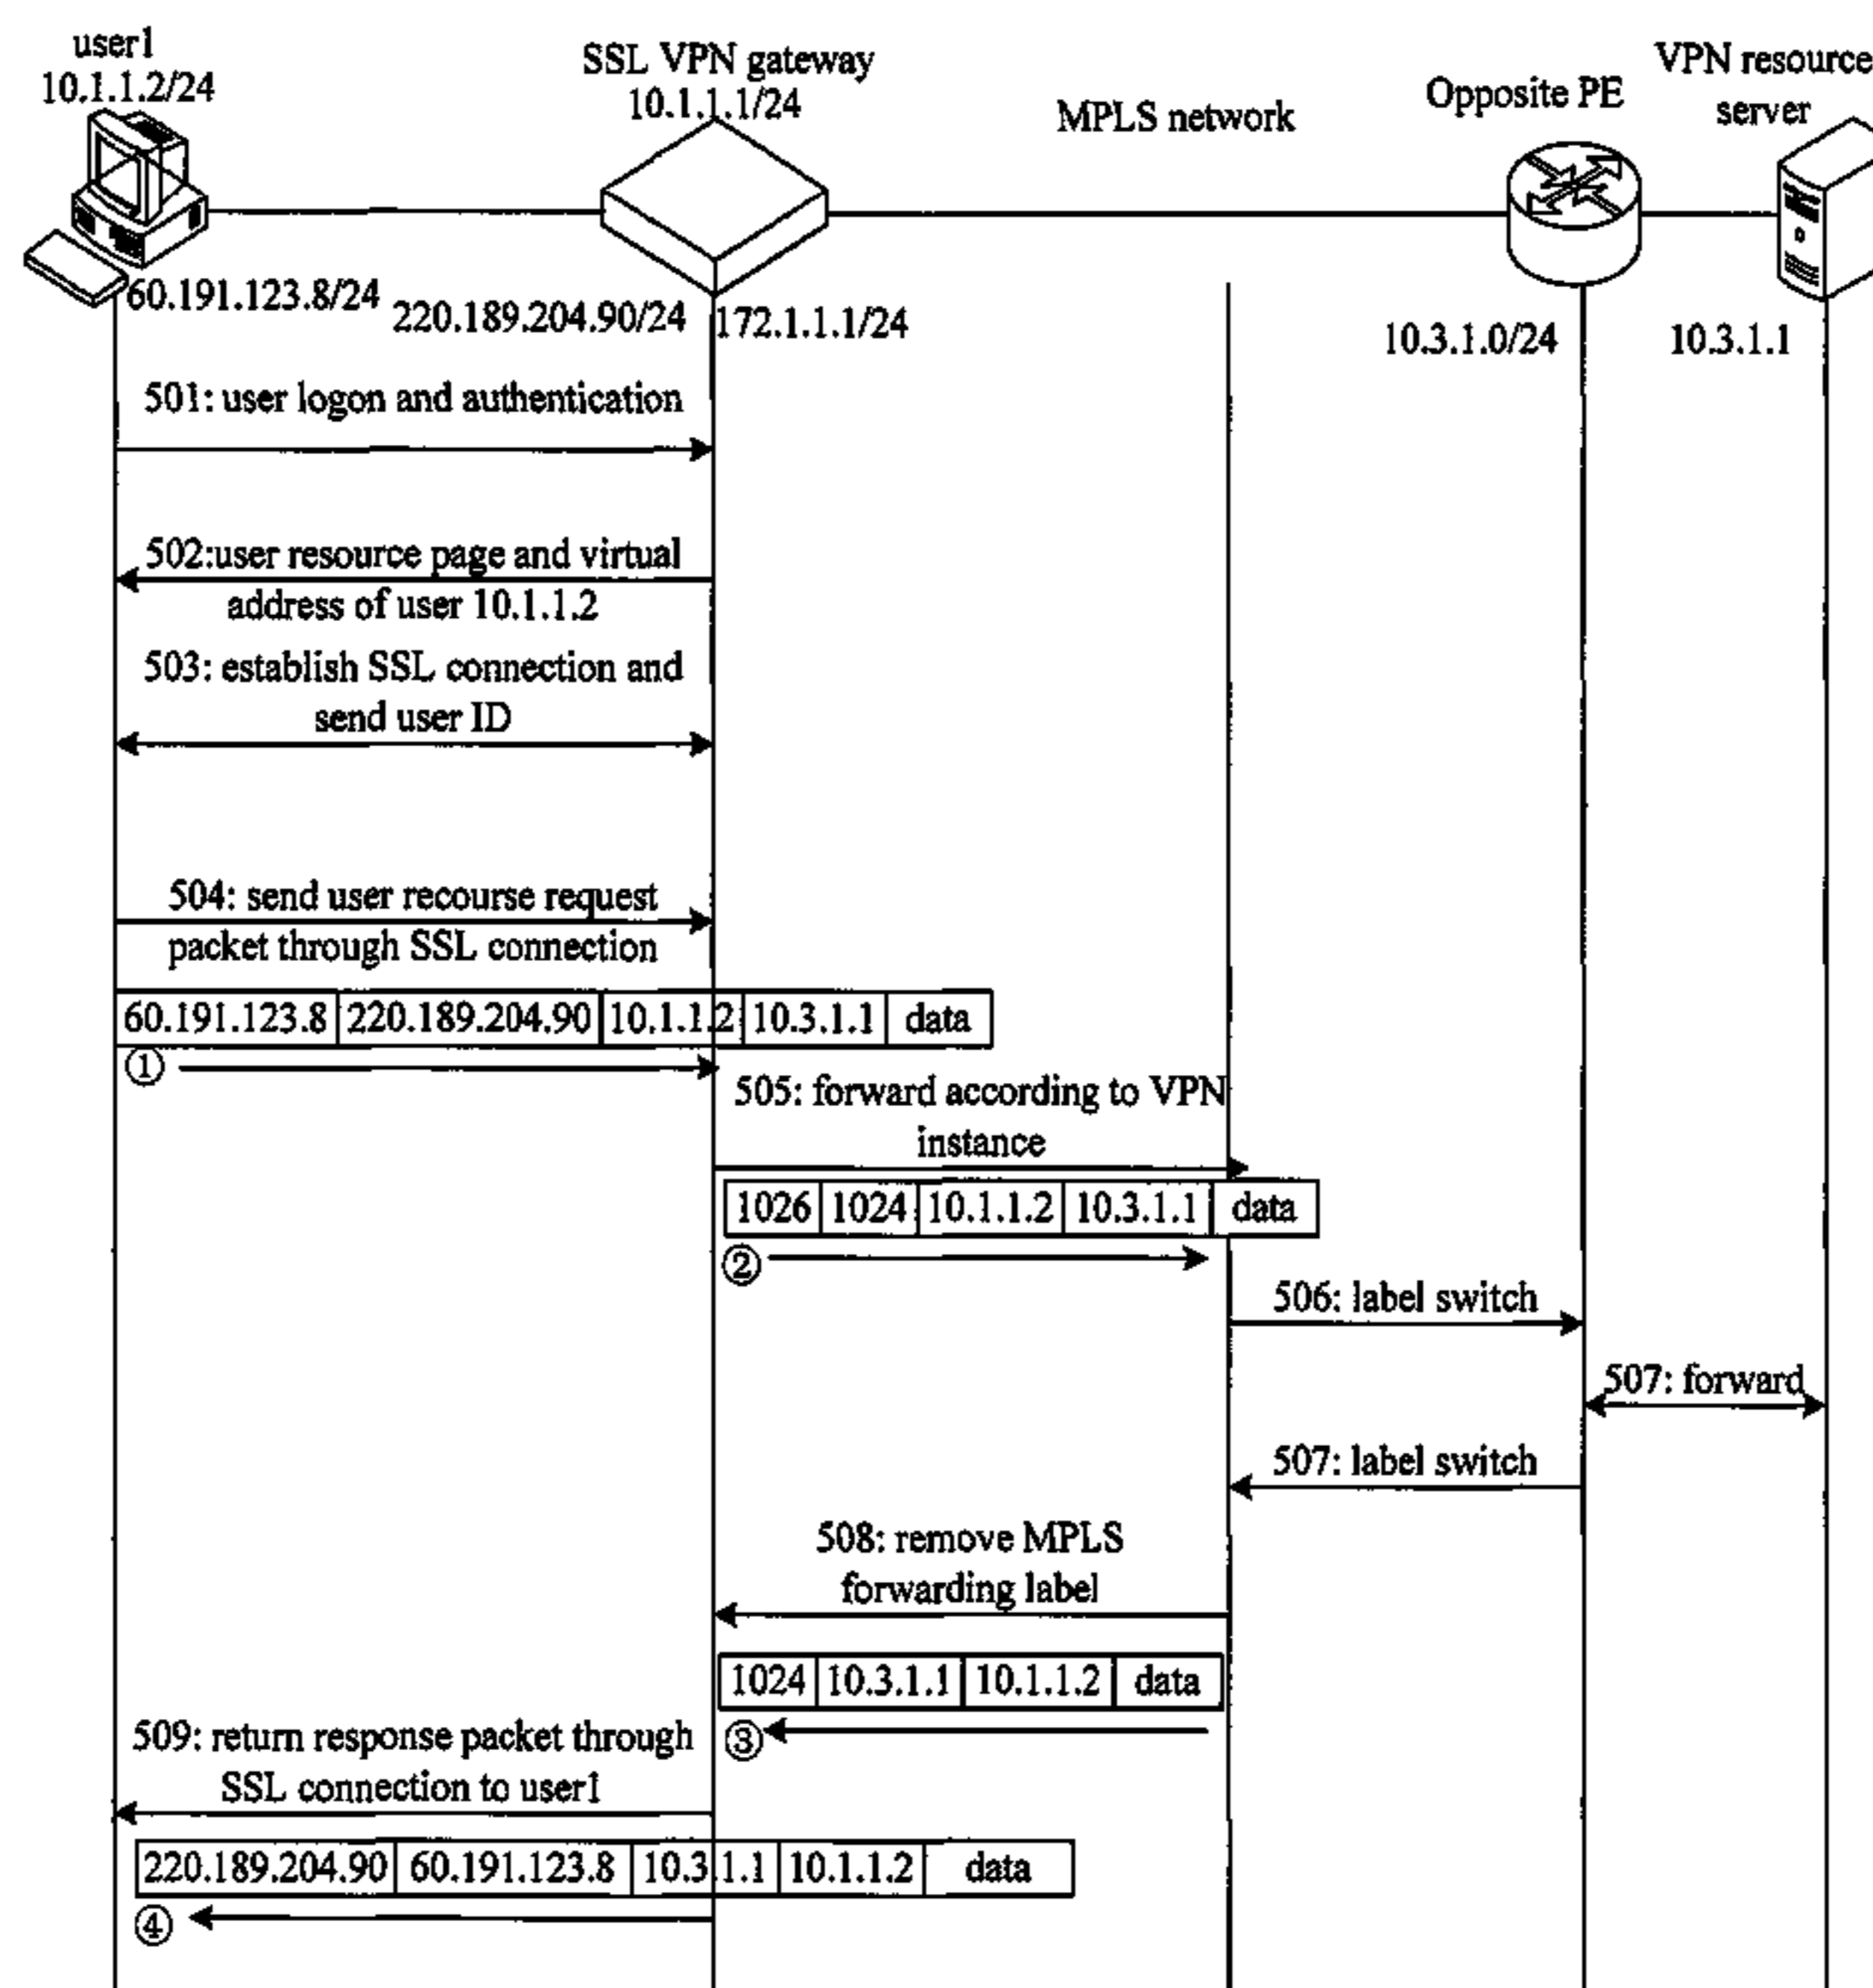 user1
10.1.1.2/24
SSL VPN gateway
10.1.1.1/24
MPLS network
Opposite PE
VPN resource
server
60.191.123.8/24
220.189.204.90/24
172.1.1.1/24
10.3.1.0/24
10.3.1.1
501: user logon and authentication
502:user resource page and virtual
address of user 10.1.1.2
503: establish SSL connection and
send user ID
504: send user recourse request
packet through SSL connection
60.191.123.8 220.189.204.90 10.1.1.2 10.3.1.1 data
①
505: forward according to VPN
instance
1026 1024 10.1.1.2 10.3.1.1 data
②
506: label switch
507: forward
507: label switch
508: remove MPLS
forwarding label
1024 10.3.1.1 10.1.1.2 data
③
509: return response packet through
SSL connection to user1
220.189.204.90 60.191.123.8 10.3.1.1 10.1.1.2 data
④